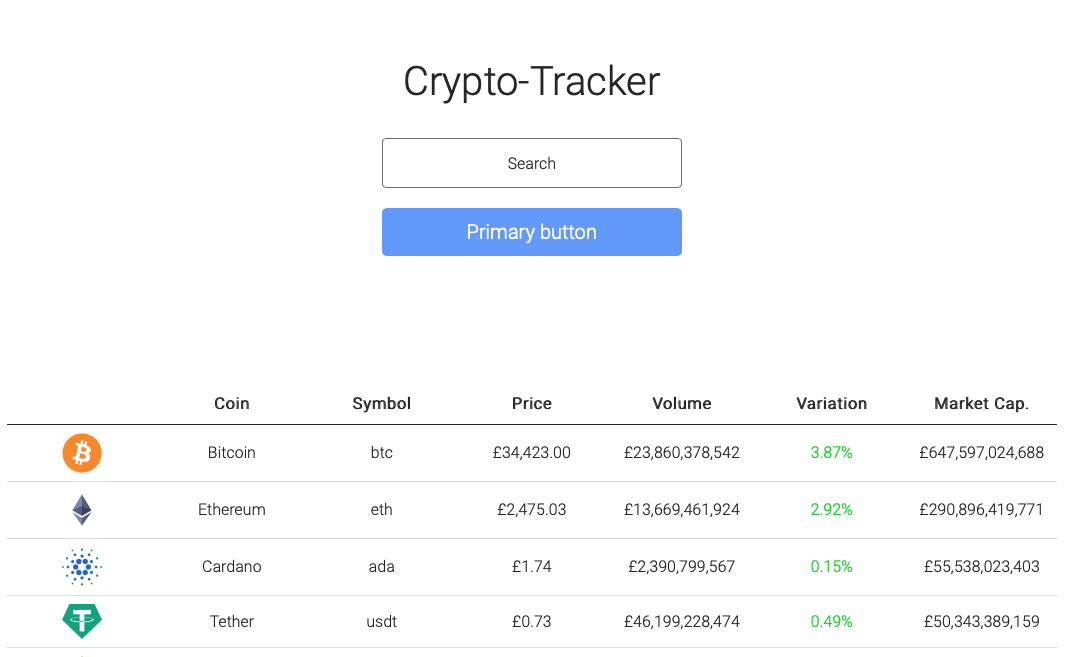 Crypto-Tracker
Search
Primary button
Coin Symbol Price Volume Variation Market Cap.
Bitcoin btc £34,423.00 £23,860,378,542 3.87% £647,597,024,688
Ethereum eth £2,475.03 £13,669,461,924 2.92% £290,896,419,771
Cardano ada £1.74 £2,390,799,567 0.15% £55,538,023,403
Tether usdt £0.73 £46,199,228,474 0.49% £50,343,389,159